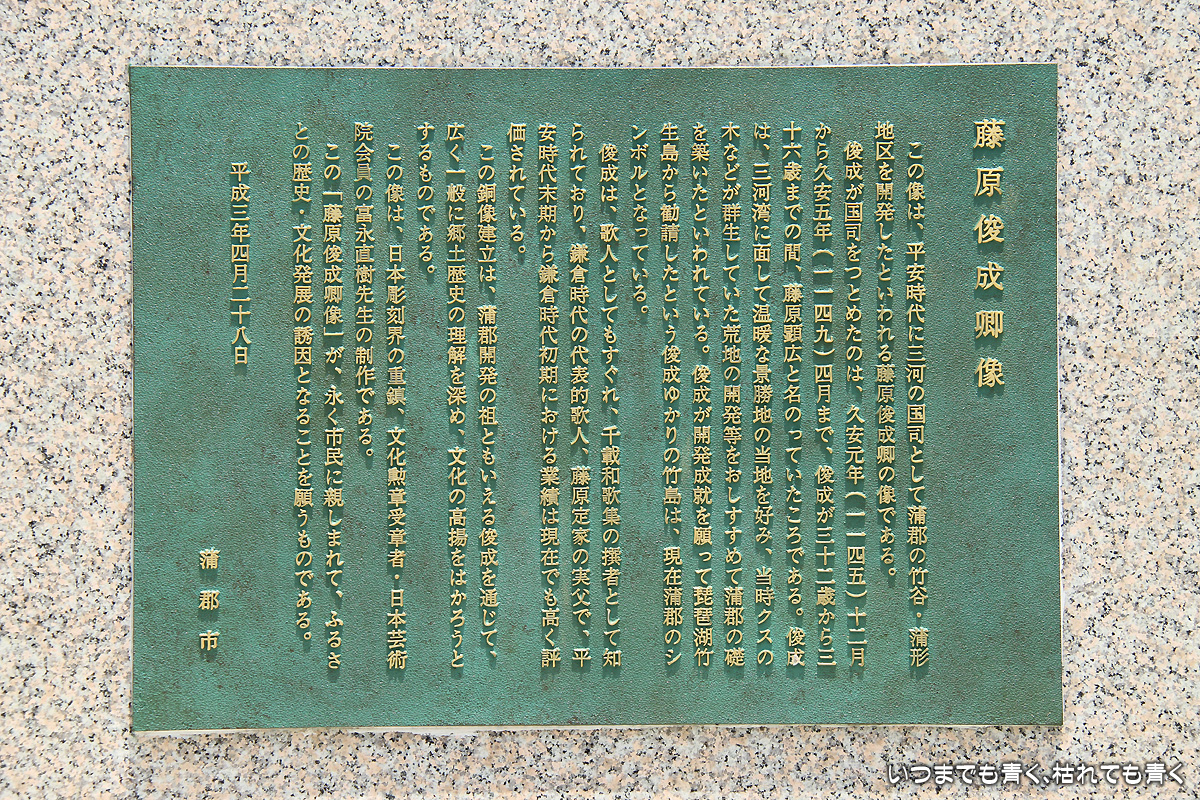 藤原俊成卿像
この像は、平安時代に三河の国司として蒲郡の竹谷・蒲形
地区を開発したといわれる藤原俊成卿の像である。
俊成が国司をつとめたのは、久安元年(一一四五)十二月
から久安五年(一一四九)四月まで、俊成が三十二歳から三
十六歳までの間、藤原顕広と名のっていたころである。俊成
は、三河湾に面して温暖な景勝地の当地を好み、当時クスの
木などが群生していた荒地の開発等をおしすすめて蒲郡の礎
を築いたといわれている。俊成が開発成就を願って琵琶湖竹
生島から勧請したという俊成ゆかりの竹島は、現在蒲郡のシ
ンボルとなっている。
俊成は、歌人としてもすぐれ、千載和歌集の撰者として知
られており、鎌倉時代の代表的歌人、藤原定家の実父で、平
安時代末期から鎌倉時代初期における業績は現在でも高く評
価されている。
この銅像建立は、蒲郡開発の祖ともいえる俊成を通じて、
広く一般に郷土歴史の理解を深め、文化の高揚をはかろうと
するものである。
この像は、日本彫刻界の重鎮、文化勲章受章者・日本芸術
院会員の富永直樹先生の制作である。
この「藤原俊成卿像」が、永く市民に親しまれて、ふるさ
との歴史・文化発展の誘因となることを願うものである。
平成三年四月二十八日
蒲郡市
いつまでも青く、枯れても青く